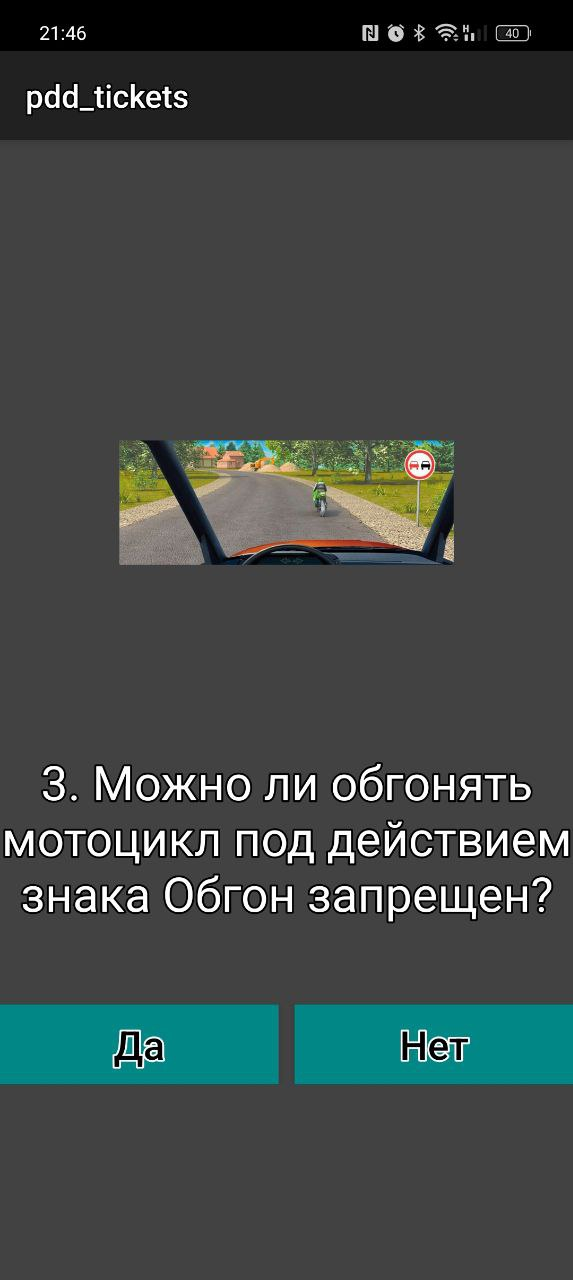 21:46
40
pdd_tickets
3. Можно ли обгонять
мотоцикл под действием
знака Обгон запрещен?
Да
Нет